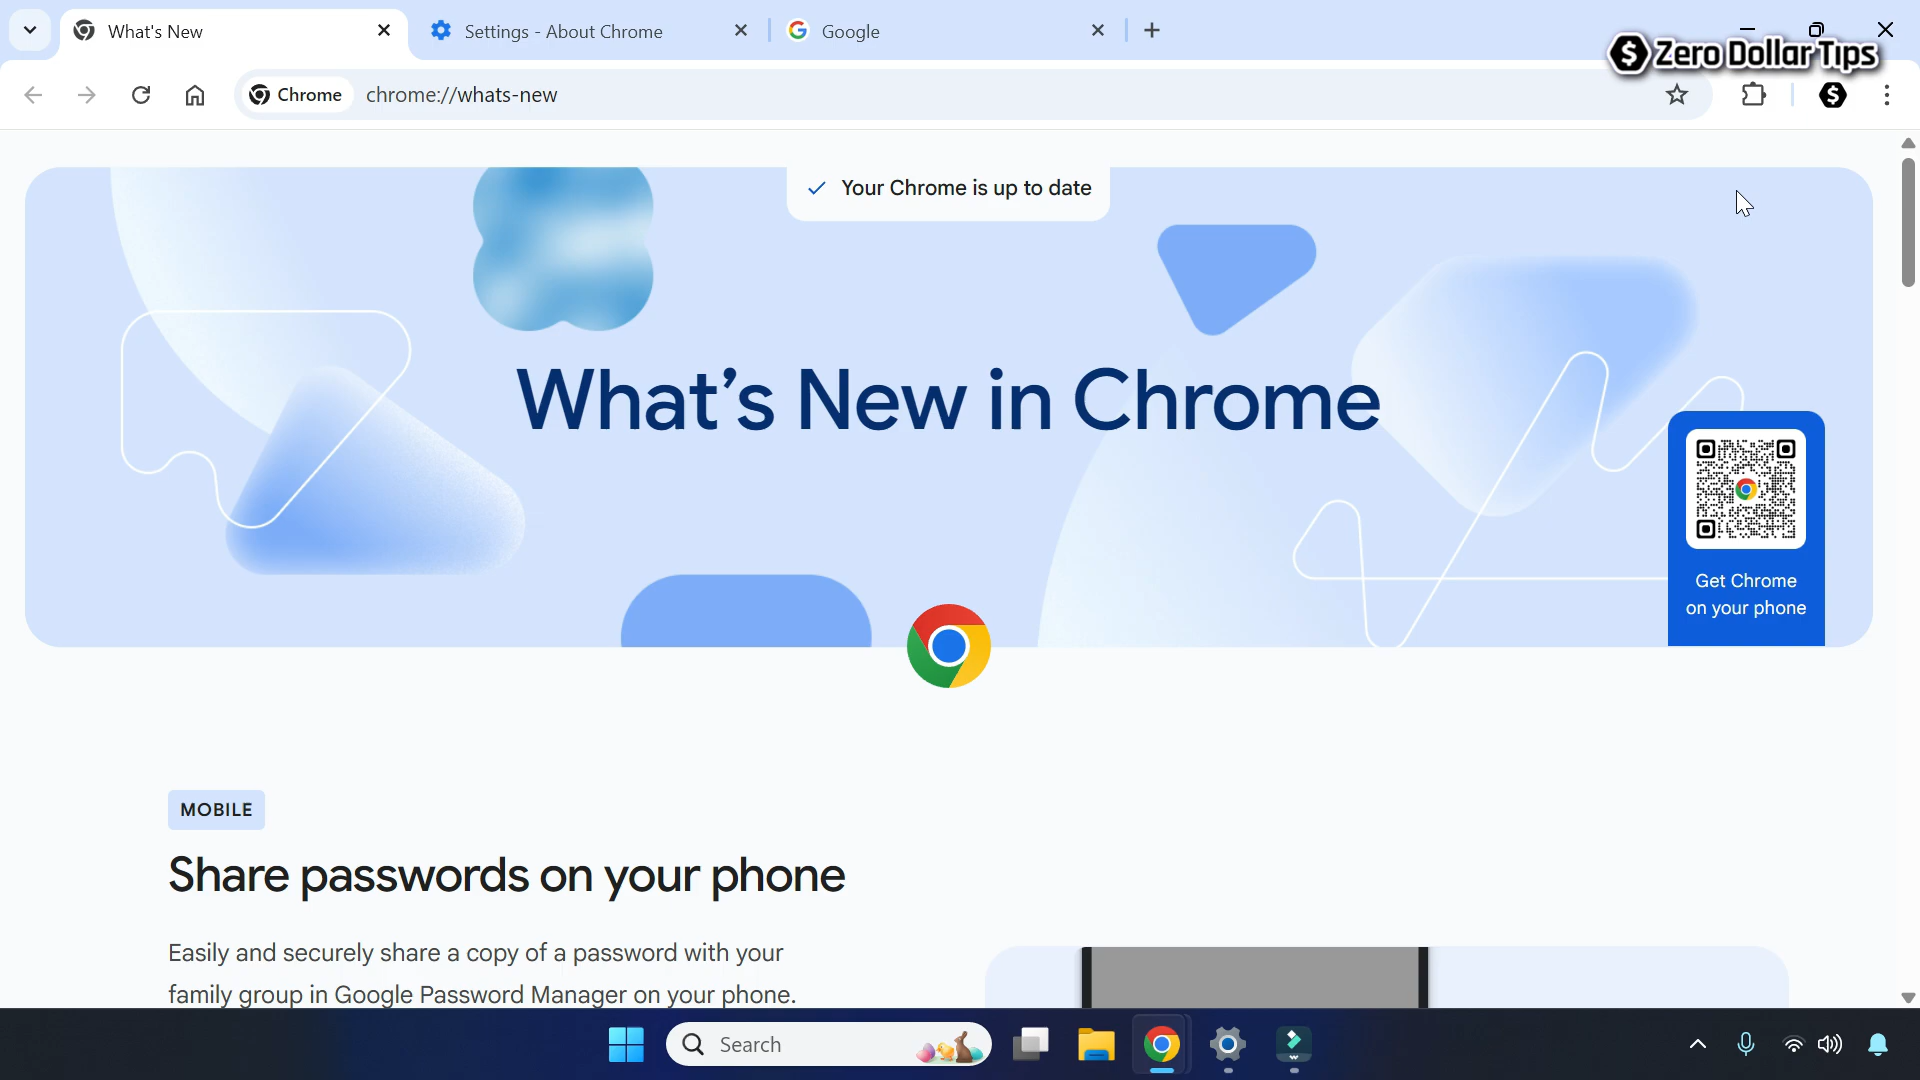 What's New
Settings - About Chrome
Google
Zero Dollar Tips
Chrome
chrome://whats-new
Your Chrome is up to date
What’s New in Chrome
Get Chrome
on your phone
MOBILE
Share passwords on your phone
Easily and securely share a copy of a password with your
family group in Google Password Manager on your phone.
Search